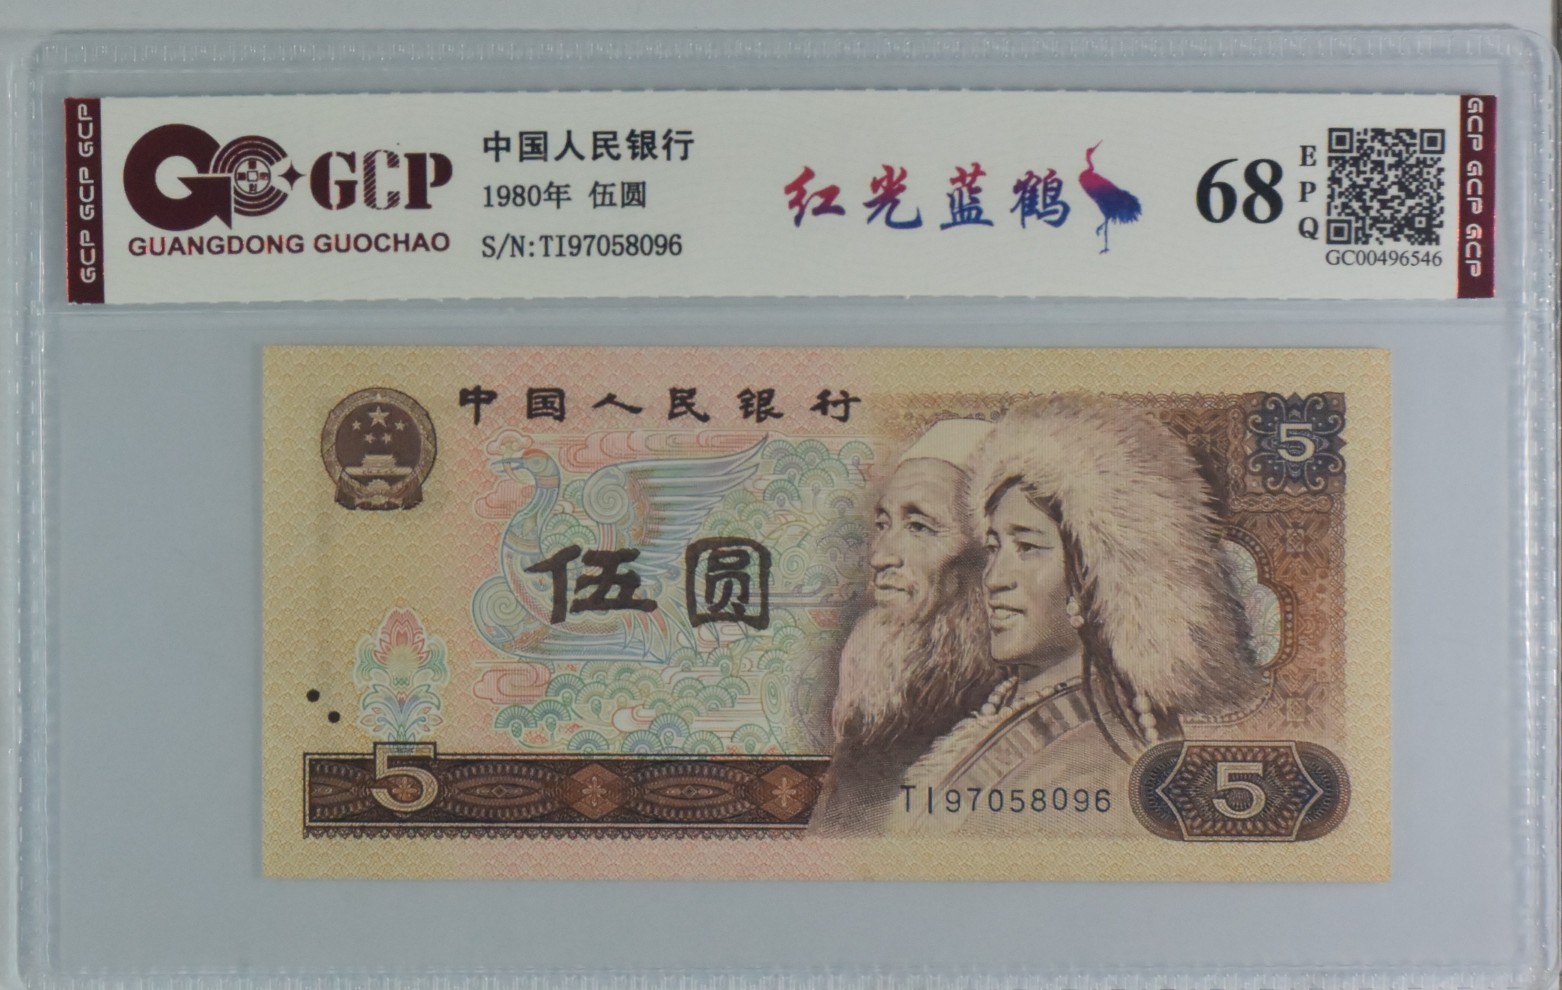 GCP GCP GCP
GCP
GUANGDONG GUOCHAO
中国人民银行
1980年 伍圆
S/N:TI97058096
红光蓝鹤
68
EPQ
GC00496546
GCP GCP GCP
中国人民银行
5
伍圆
5
TI97058096
5